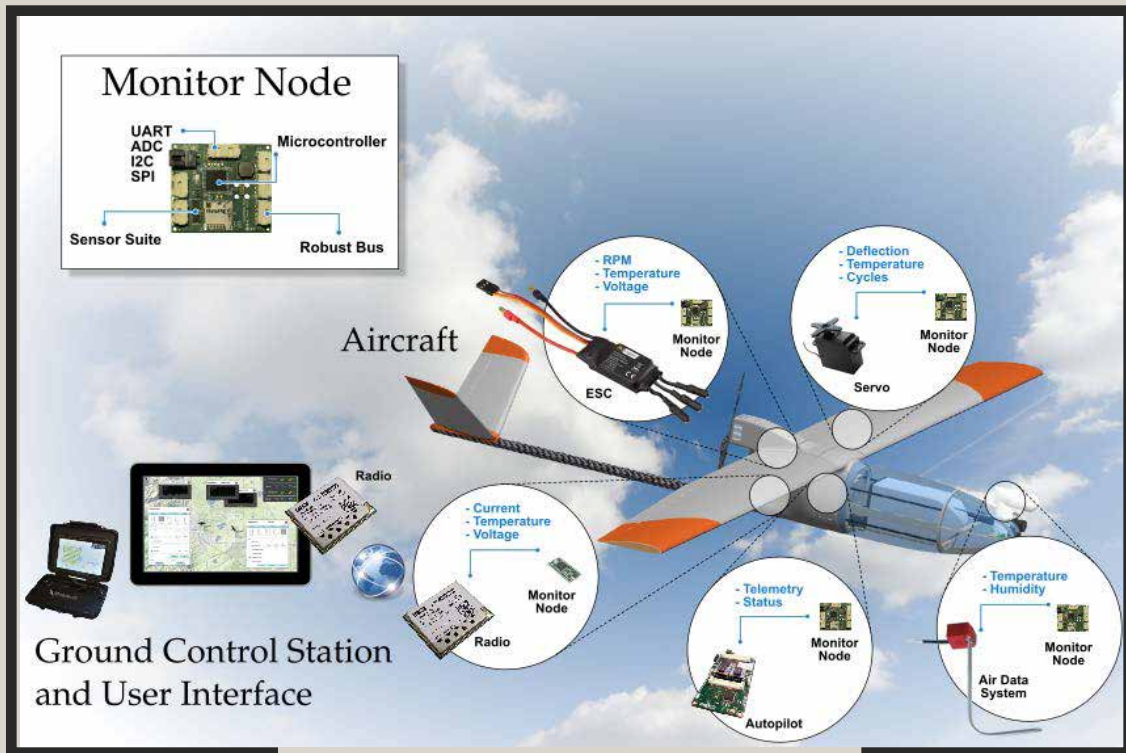 Monitor Node
UART
ADC
I2C
SPI
Microcontroller
Sensor Suite
Robust Bus
- RPM
- Temperature
- Voltage
Monitor
Node
ESC
- Deflection
- Temperature
- Cycles
Monitor
Node
Servo
Aircraft
Radio
- Current
- Temperature
- Voltage
Monitor
Node
Radio
- Telemetry
- Status
Monitor
Node
Autopilot
- Temperature
- Humidity
Monitor
Node
Air Data
System
Ground Control Station
and User Interface